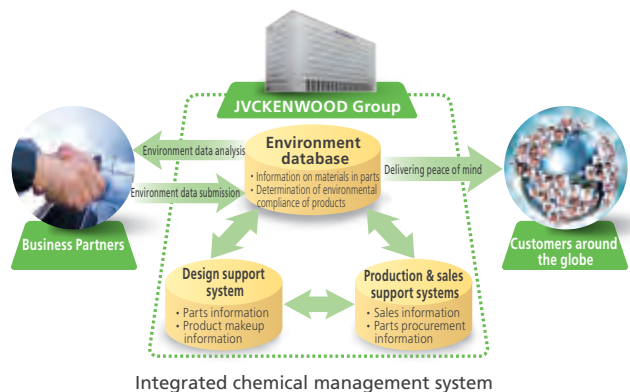 JVCKENWOOD Group
Environment data analysis
Environment
database
• Information on materials in parts
• Determination of environmental
compliance of products
Delivering peace of mind
Environment data submission
Business Partners
Customers around
the globe
Design support
system
• Parts information
• Product makeup
information
Production & sales
support systems
• Sales information
• Parts procurement
information
Integrated chemical management system